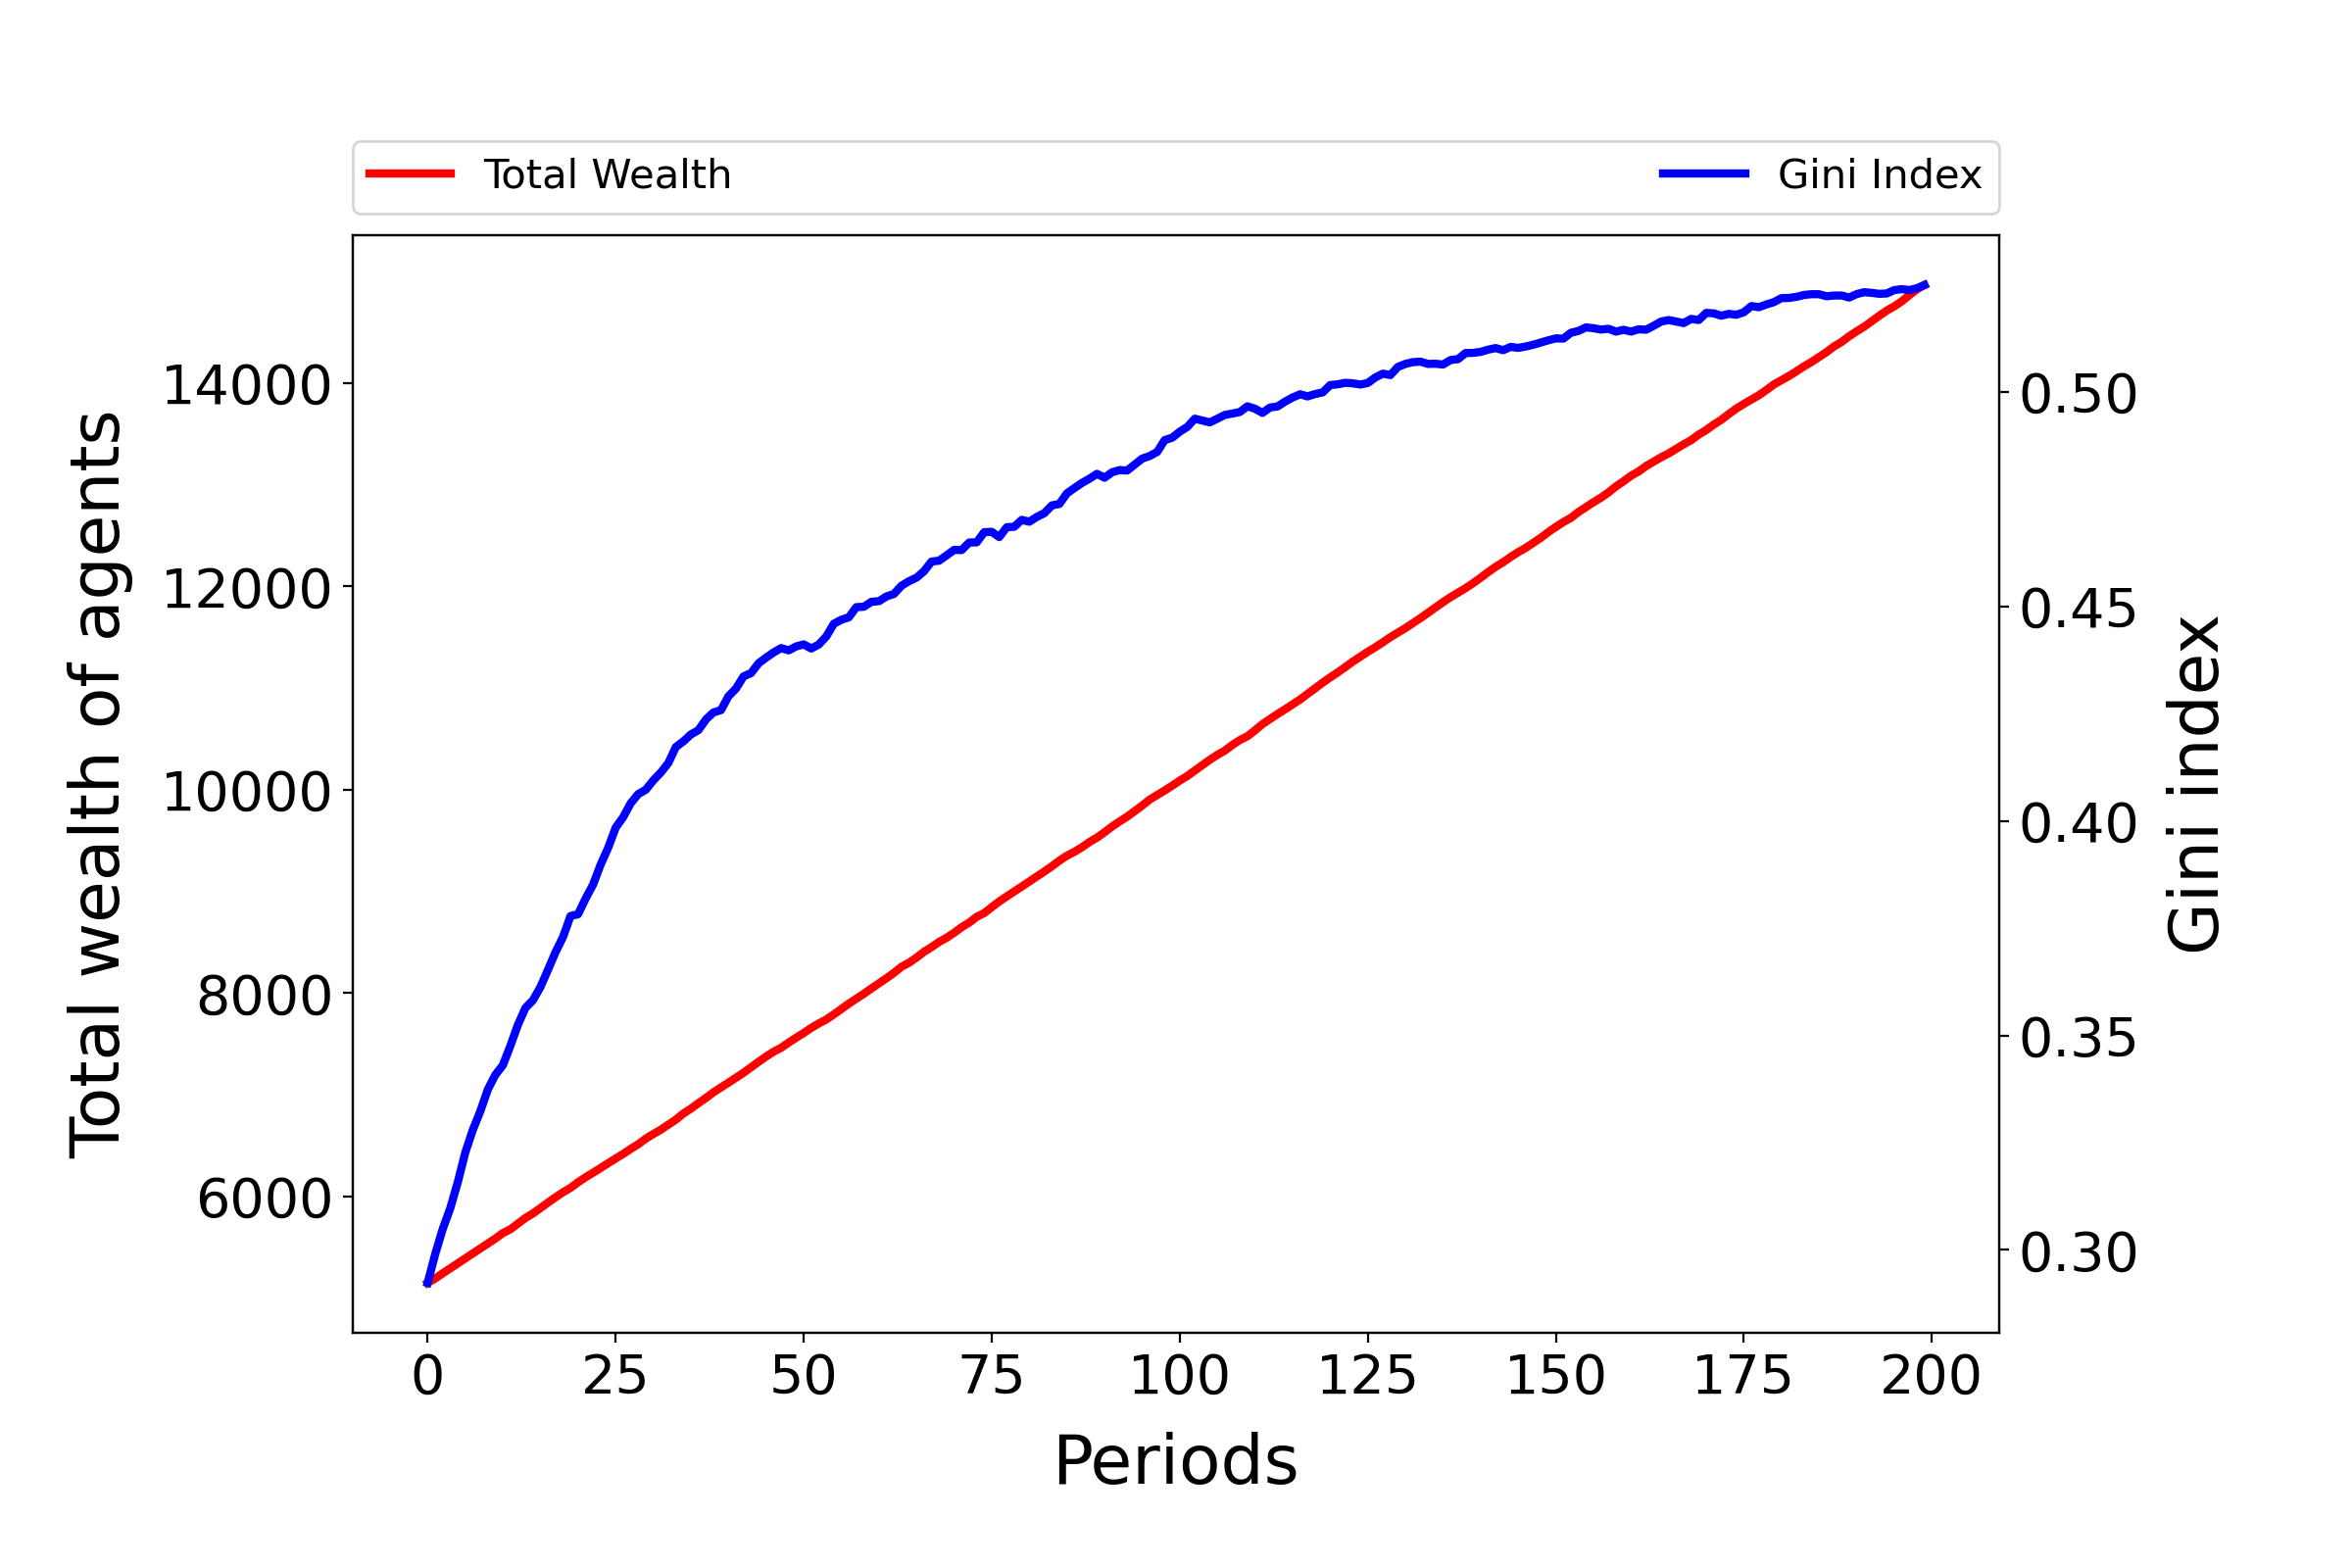 Total Wealth
Gini Index
Total wealth of agents
14000
12000
10000
8000
6000
0.50
0.45
0.40
0.35
0.30
Gini index
0 25 50 75 100 125 150 175 200
Periods